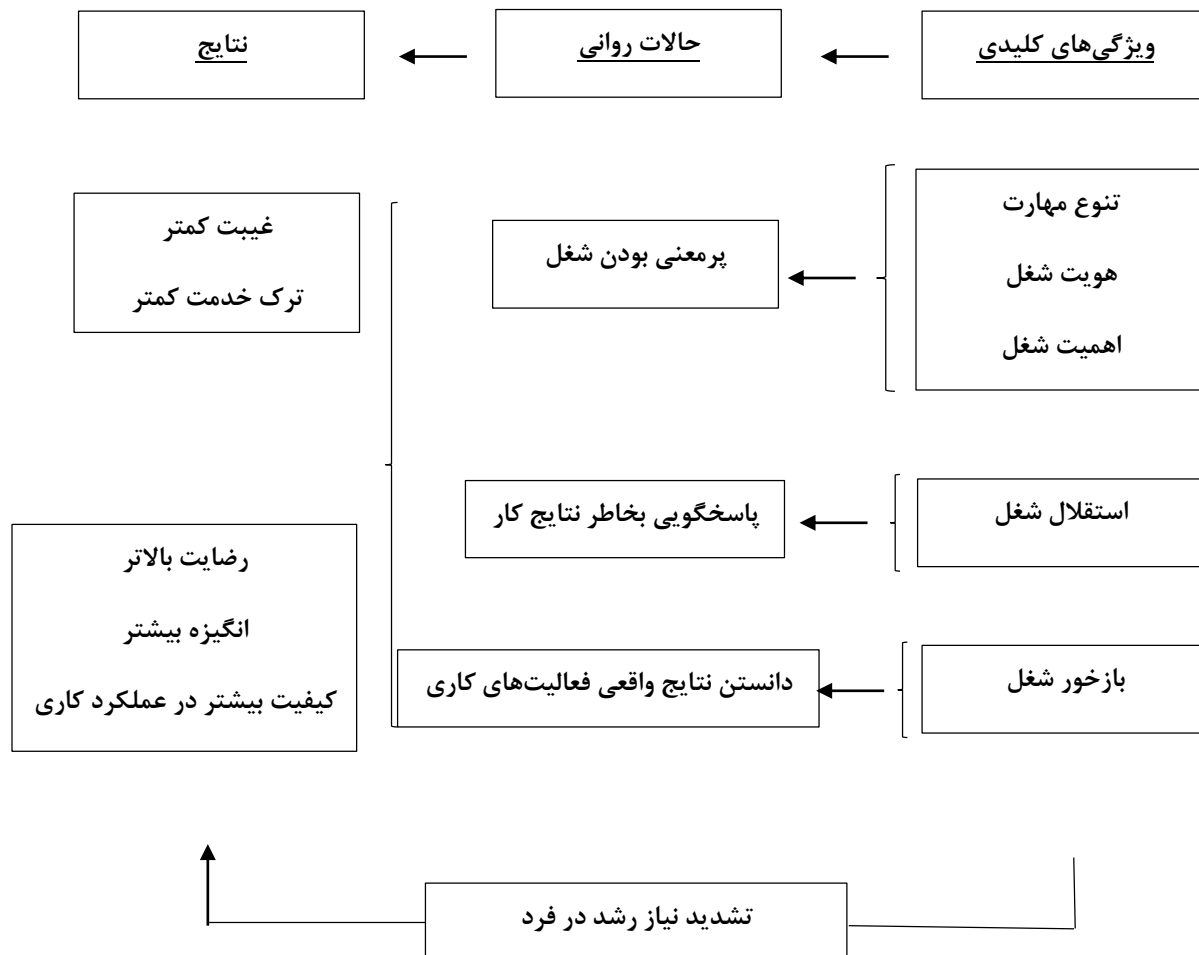 ویژگی‌های کلیدی
حالات روانی
نتایج
تنوع مهارت
هویت شغل
اهمیت شغل
پرمعنی بودن شغل
غیبت کمتر
ترک خدمت کمتر
استقلال شغل
پاسخگویی بخاطر نتایج کار
رضایت بالاتر
انگیزه بیشتر
کیفیت بیشتر در عملکرد کاری
بازخور شغل
دانستن نتایج واقعی فعالیت‌های کاری
تشدید نیاز رشد در فرد